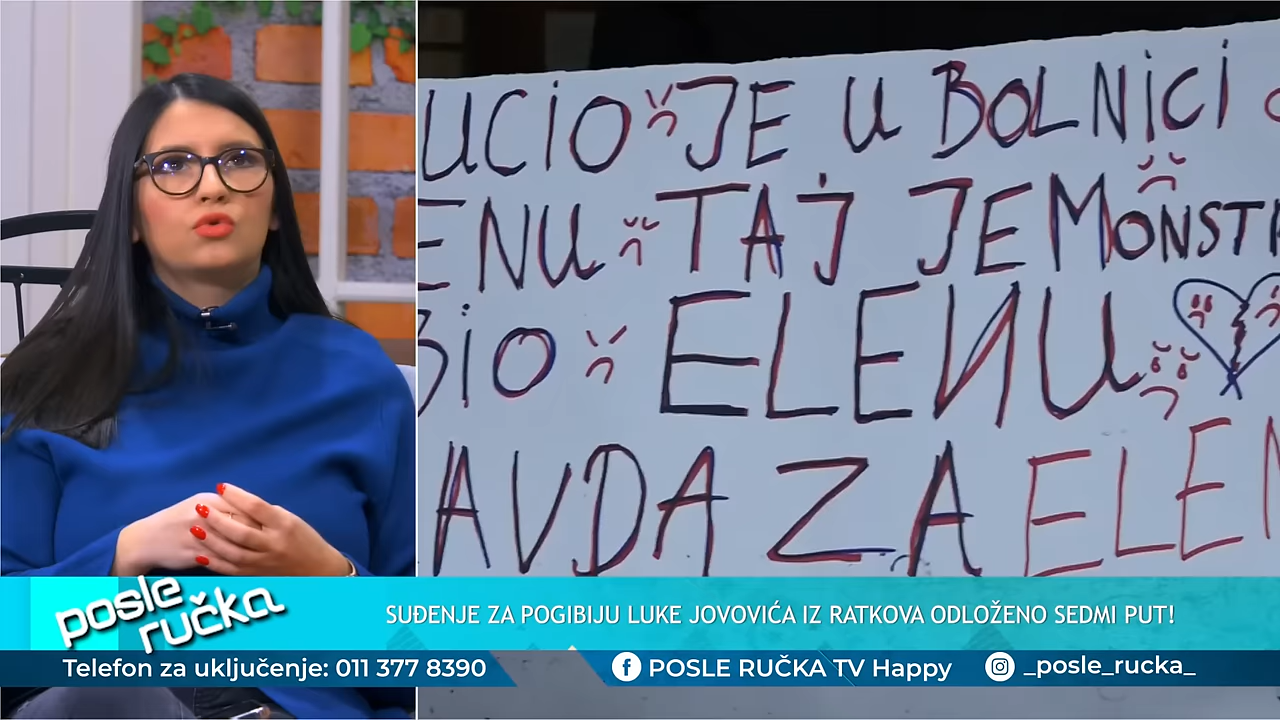 UCIO JE U BOLNICI
ENU TAJ JE MONSTR
BIO ELENU
AVDA ZA ELEN
posle ručka
SUĐENJE ZA POGIBIJU LUKE JOVOVIĆA IZ RATKOVA ODLOŽENO SEDMI PUT!
Telefon za uključenje: 011 377 8390
POSLE RUČKA TV Happy
_posle_rucka_